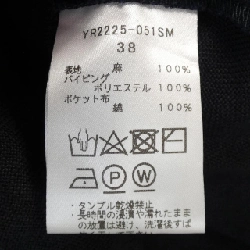 VR2225-051SM
38
表地 麻 100%
パイピング
ポリエステル 100%
ポケット布
綿 100%
P W
・タンブル乾燥禁止
・長時間の浸漬や濡れたまま
の放置は避け、洗濯後すぐ